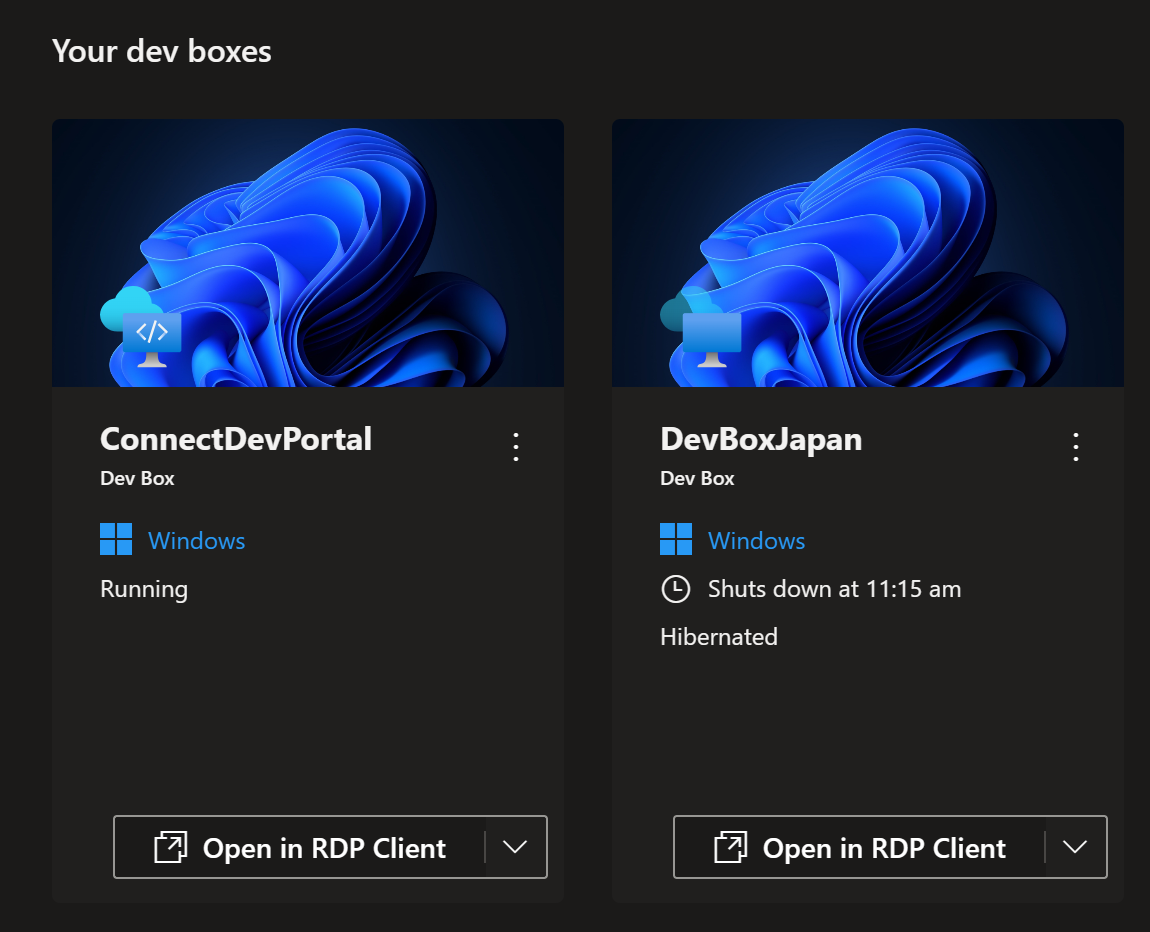 Your dev boxes
</>
ConnectDevPortal
Dev Box
Windows
Running
Open in RDP Client
DevBoxJapan
Dev Box
Windows
Shuts down at 11:15 am
Hibernated
Open in RDP Client